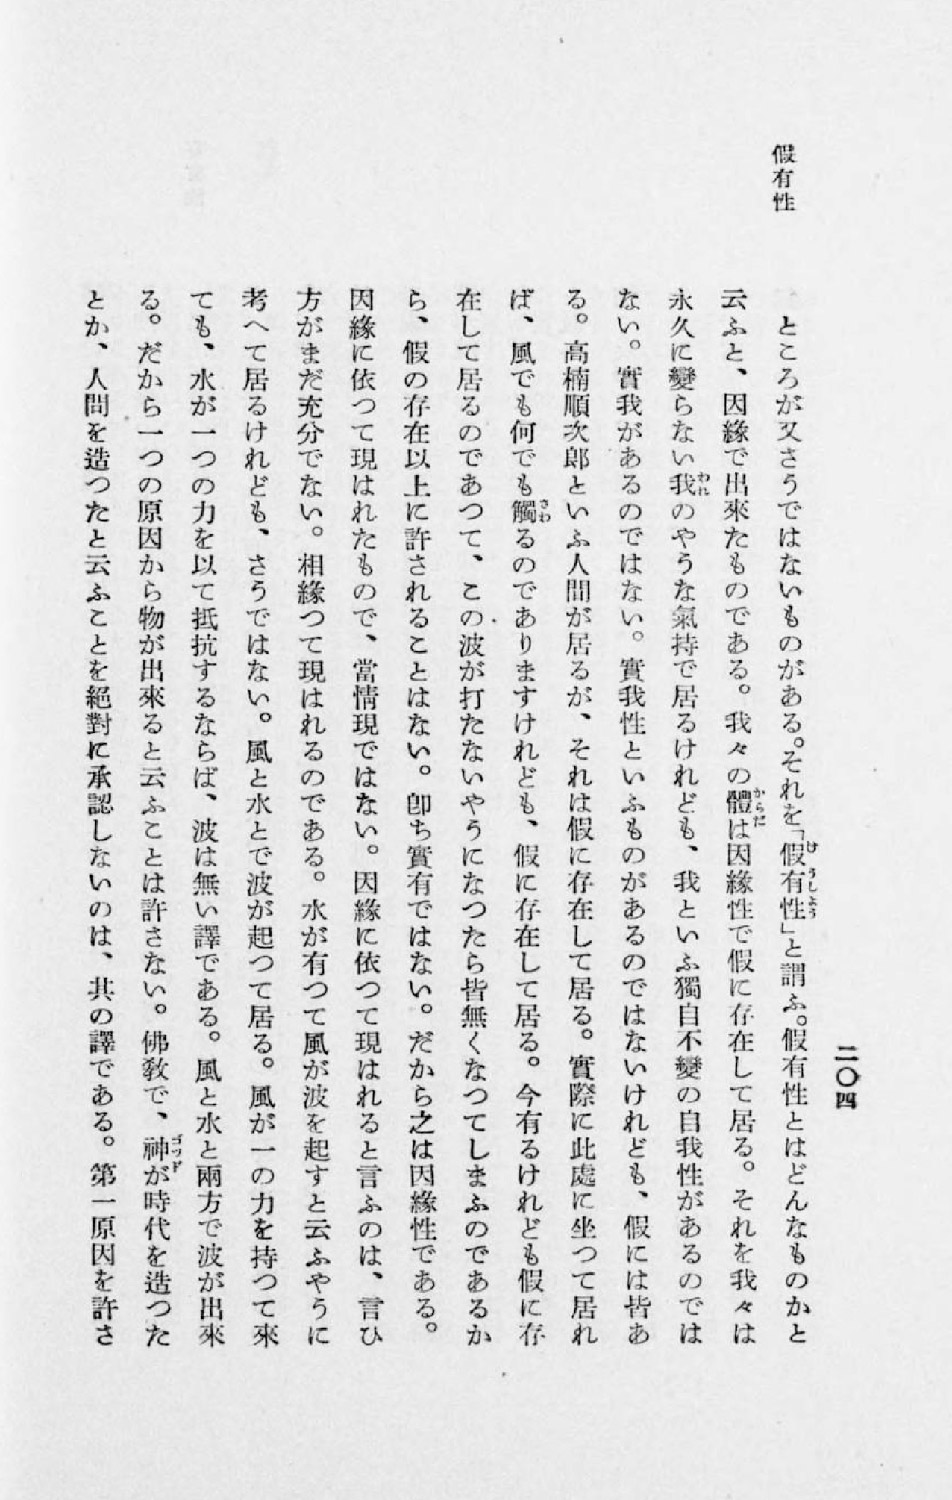 假有性
二〇四
ところが又さうではないものがある。それを「假有性」と謂ふ。假有性とはどんなものかと
云ふと、因緣で出來たものである。我々の體は因緣性で假に存在して居る。それを我々は
永久に變らない我のやうな氣持で居るけれども、我といふ獨自不變の自我性があるのでは
ない。實我があるのではない。實我性といふものがあるのではないけれども、假には皆あ
る。高楠順次郎といふ人間が居るが、それは假に存在して居る。實際に此處に坐つて居れ
ば、風でも何でも觸るのでありますけれども、假に存在して居る。今有るけれども假に存
在して居るのであつて、この波が打たないやうになつたら皆無くなつてしまふのであるか
ら、假の存在以上に許されることはない。卽ち實有ではない。だから之は因緣性である。
因緣に依つて現はれたもので、當情現ではない。因緣に依つて現はれると言ふのは、言ひ
方がまだ充分でない。相緣つて現はれるのである。水が有つて風が波を起すと云ふやうに
考へて居るけれども、さうではない。風と水とで波が起つて居る。風が一の力を持つて來
ても、水が一つの力を以て抵抗するならば、波は無い譯である。風と水と兩方で波が出來
る。だから一つの原因から物が出來ると云ふことは許さない。佛敎で、神が時代を造つた
とか、人間を造つたと云ふことを絕對に承認しないのは、共の譯である。第一原因を許さ